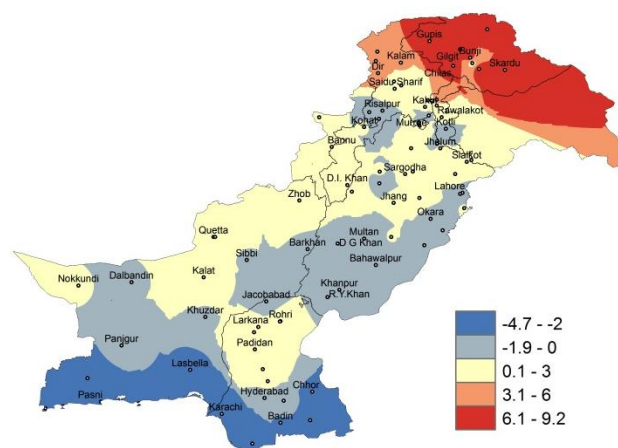 Gupis
Kalam
Gilgit
Bunji
Dir
Chilas
Skardu
Saidu Sharif
Kakul
Risalpur
Rawalakot
Kohat
Murree
Kotli
Bannu
Jhelum
Sialkot
Sargodha
D.I. Khan
Lahore
Zhob
Jhang
Okara
Quetta
Multan
Barkhan
D G Khan
Sibbi
Bahawalpur
Nokkundi
Dalbandin
Kalat
Khanpur
Jacobabad
R.Y.Khan
Khuzdar
Larkana
Rohri
Panjgur
Padidan
Lasbella
Pasni
Hyderabad
Chhor
Karachi
Badin
-4.7 - -2
-1.9 - 0
0.1 - 3
3.1 - 6
6.1 - 9.2